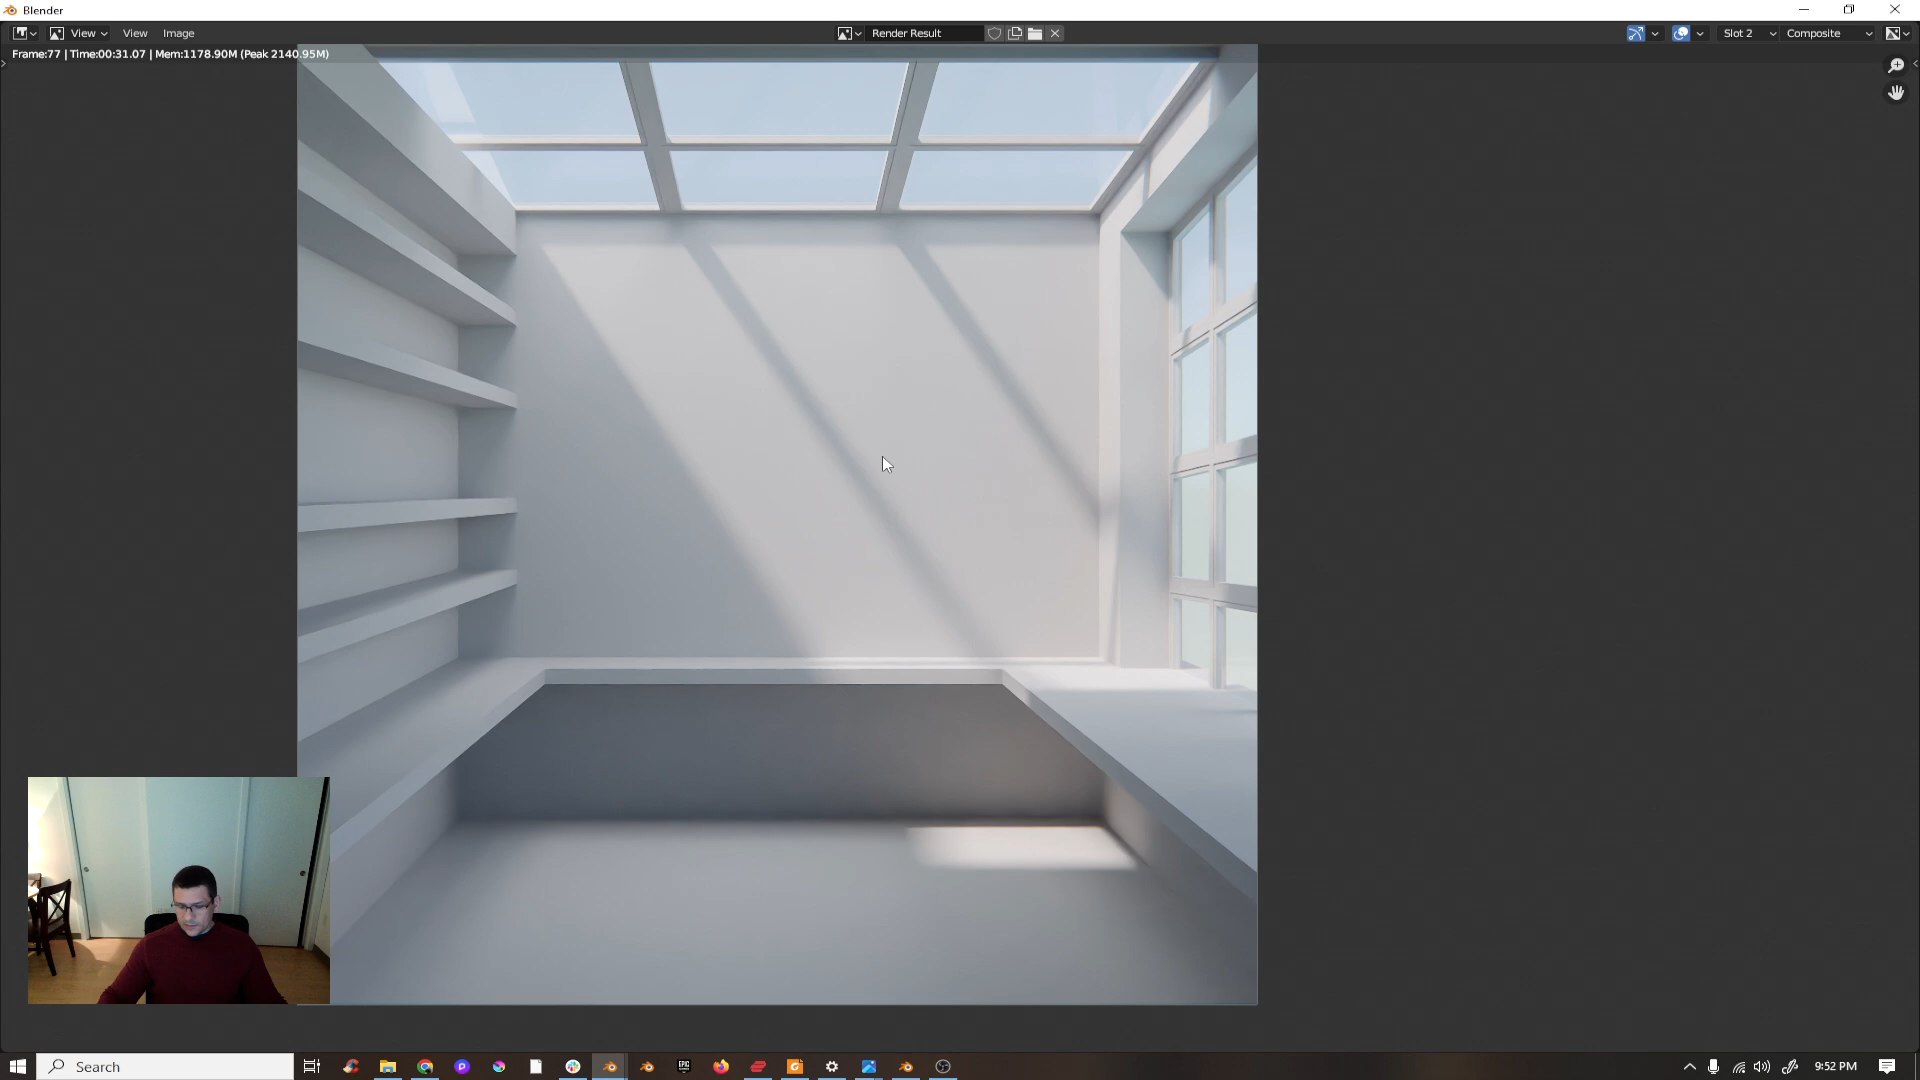 Blender
View View Image Render Result Slot 2 Composite
Frame:77 | Time:00:31.07 | Mem:1178.90M (Peak 2140.95M)
Search EPIC 9:52 PM